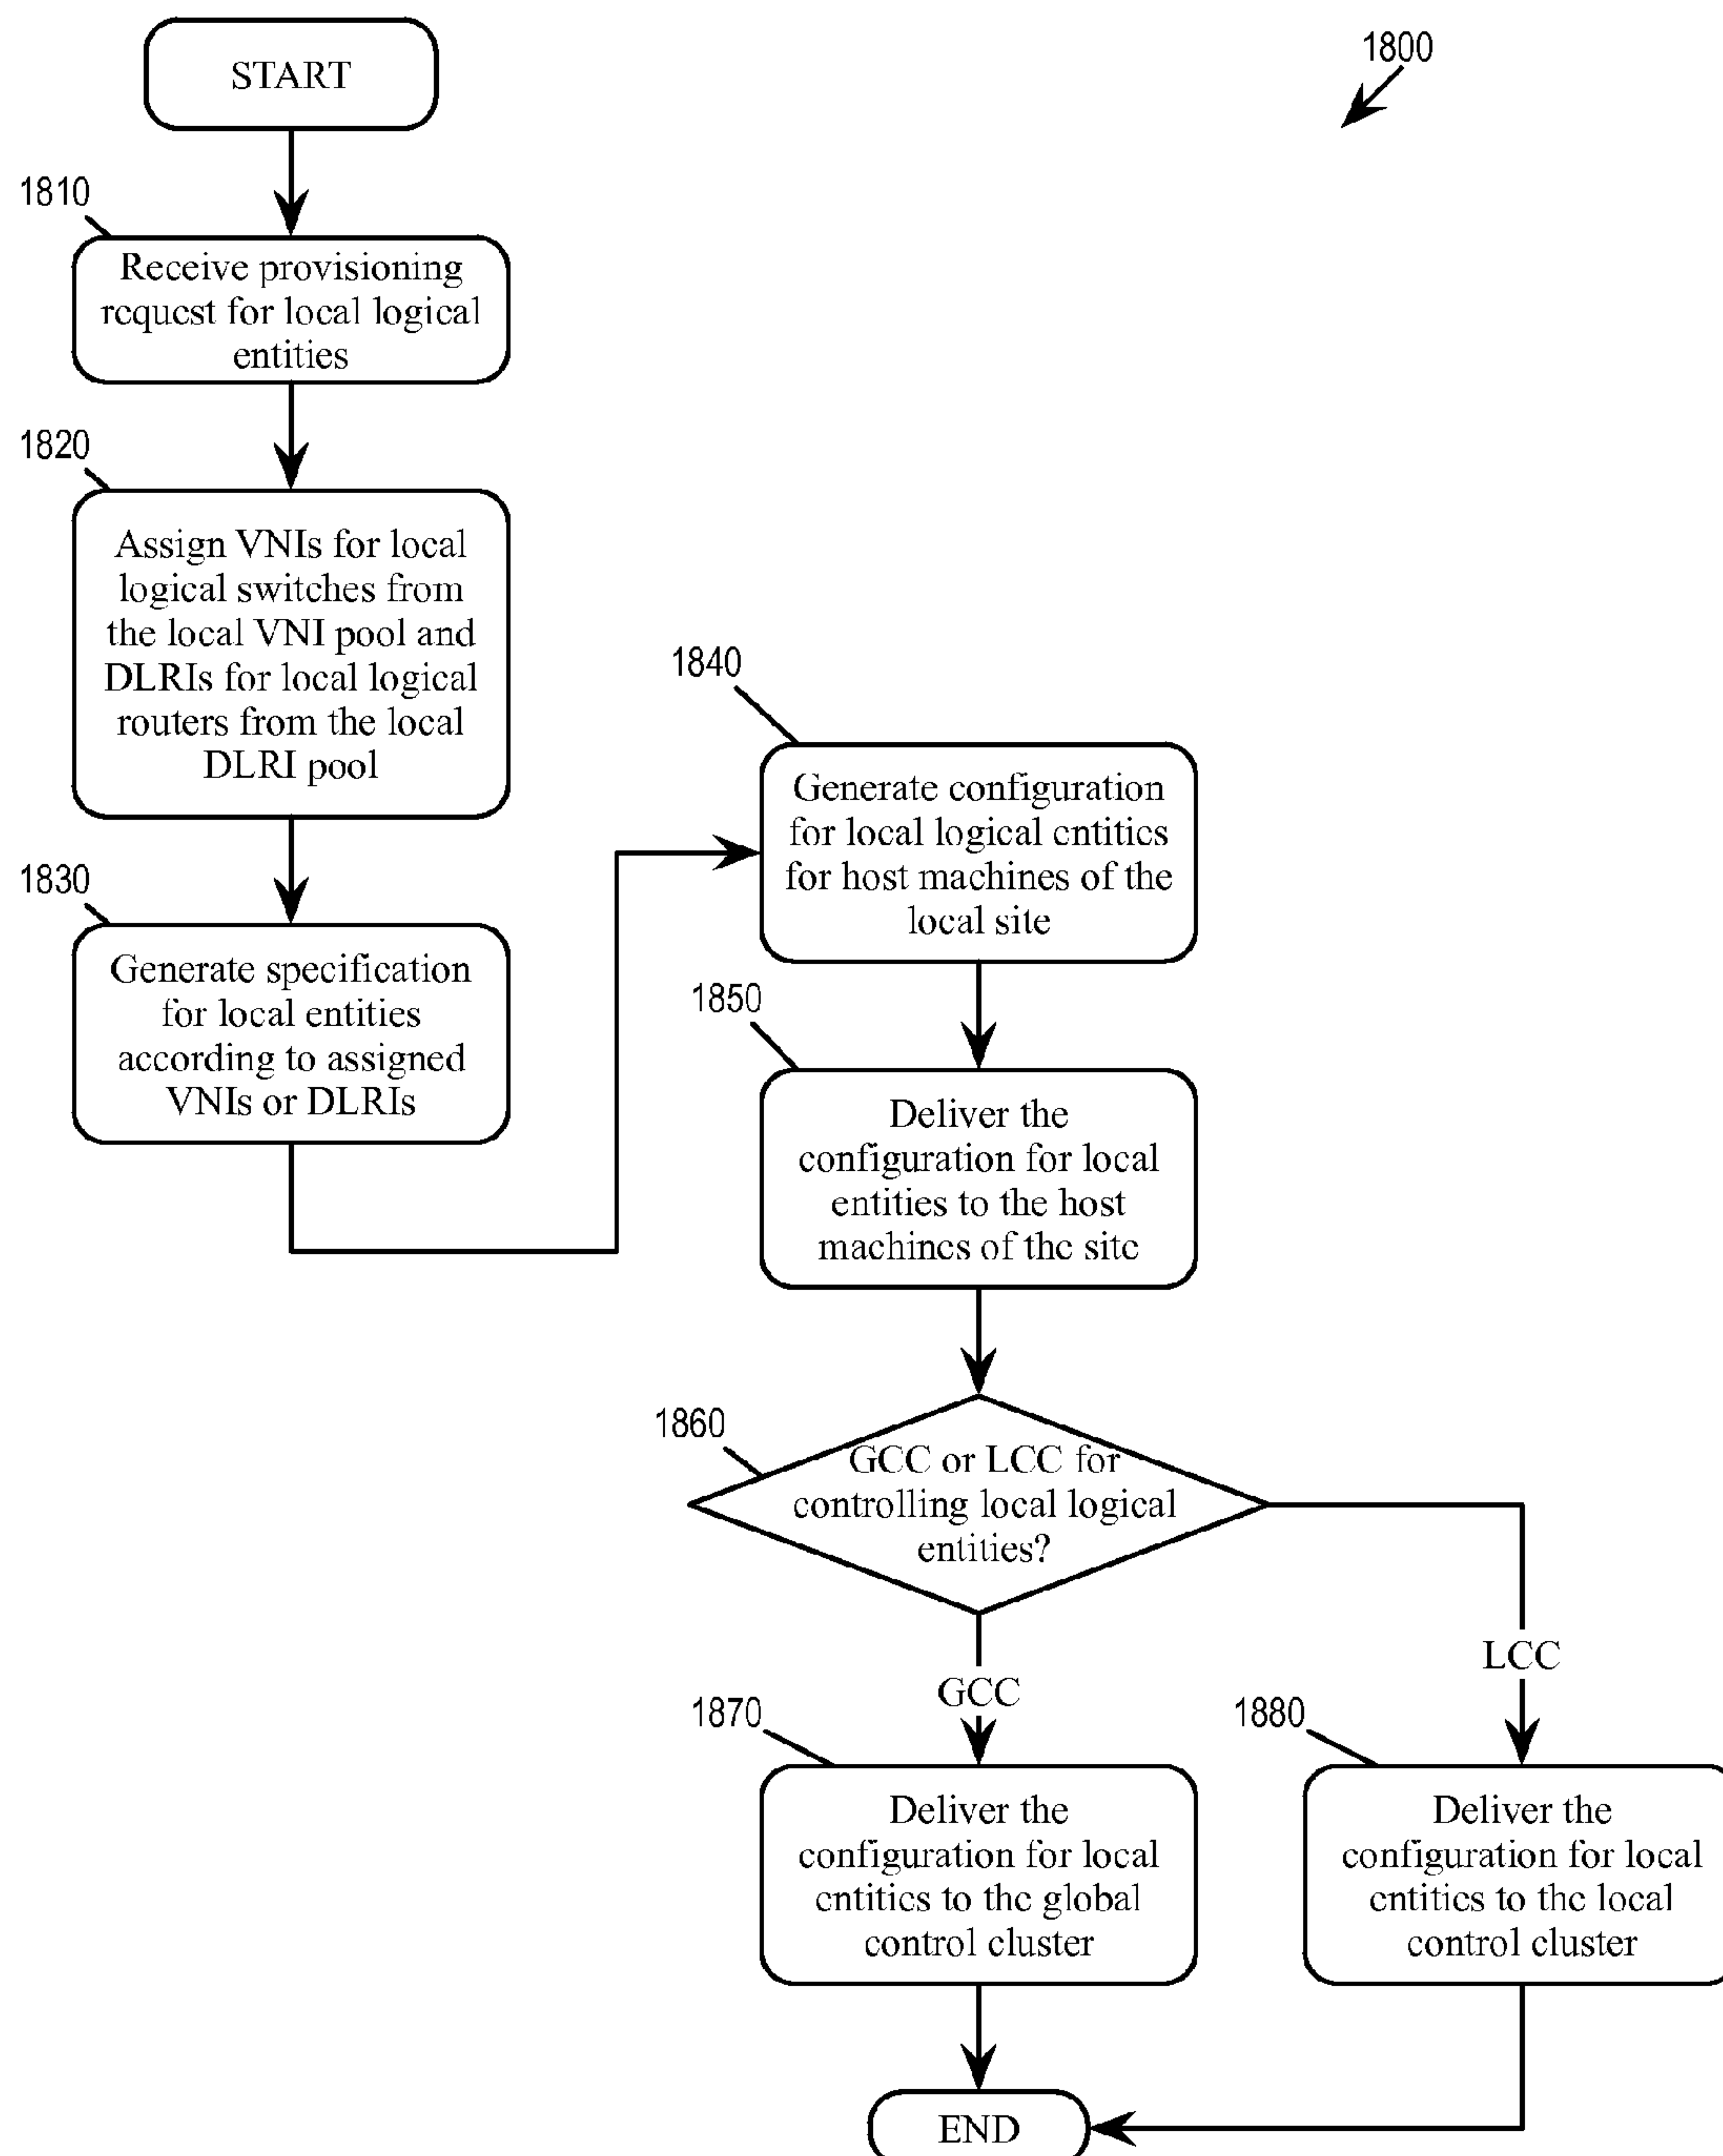 START
1800
1810
Receive provisioning
request for local logical
entities
1820
Assign VNIs for local
logical switches from
the local VNI pool and
DLRIs for local logical
routers from the local
DLRI pool
1830
Generate specification
for local entities
according to assigned
VNIs or DLRIs
1840
Generate configuration
for local logical entities
for host machines of the
local site
1850
Deliver the
configuration for local
entities to the host
machines of the site
1860
GCC or LCC for
controlling local logical
entities?
GCC
LCC
1870
Deliver the
configuration for local
entities to the global
control cluster
1880
Deliver the
configuration for local
entities to the local
control cluster
END